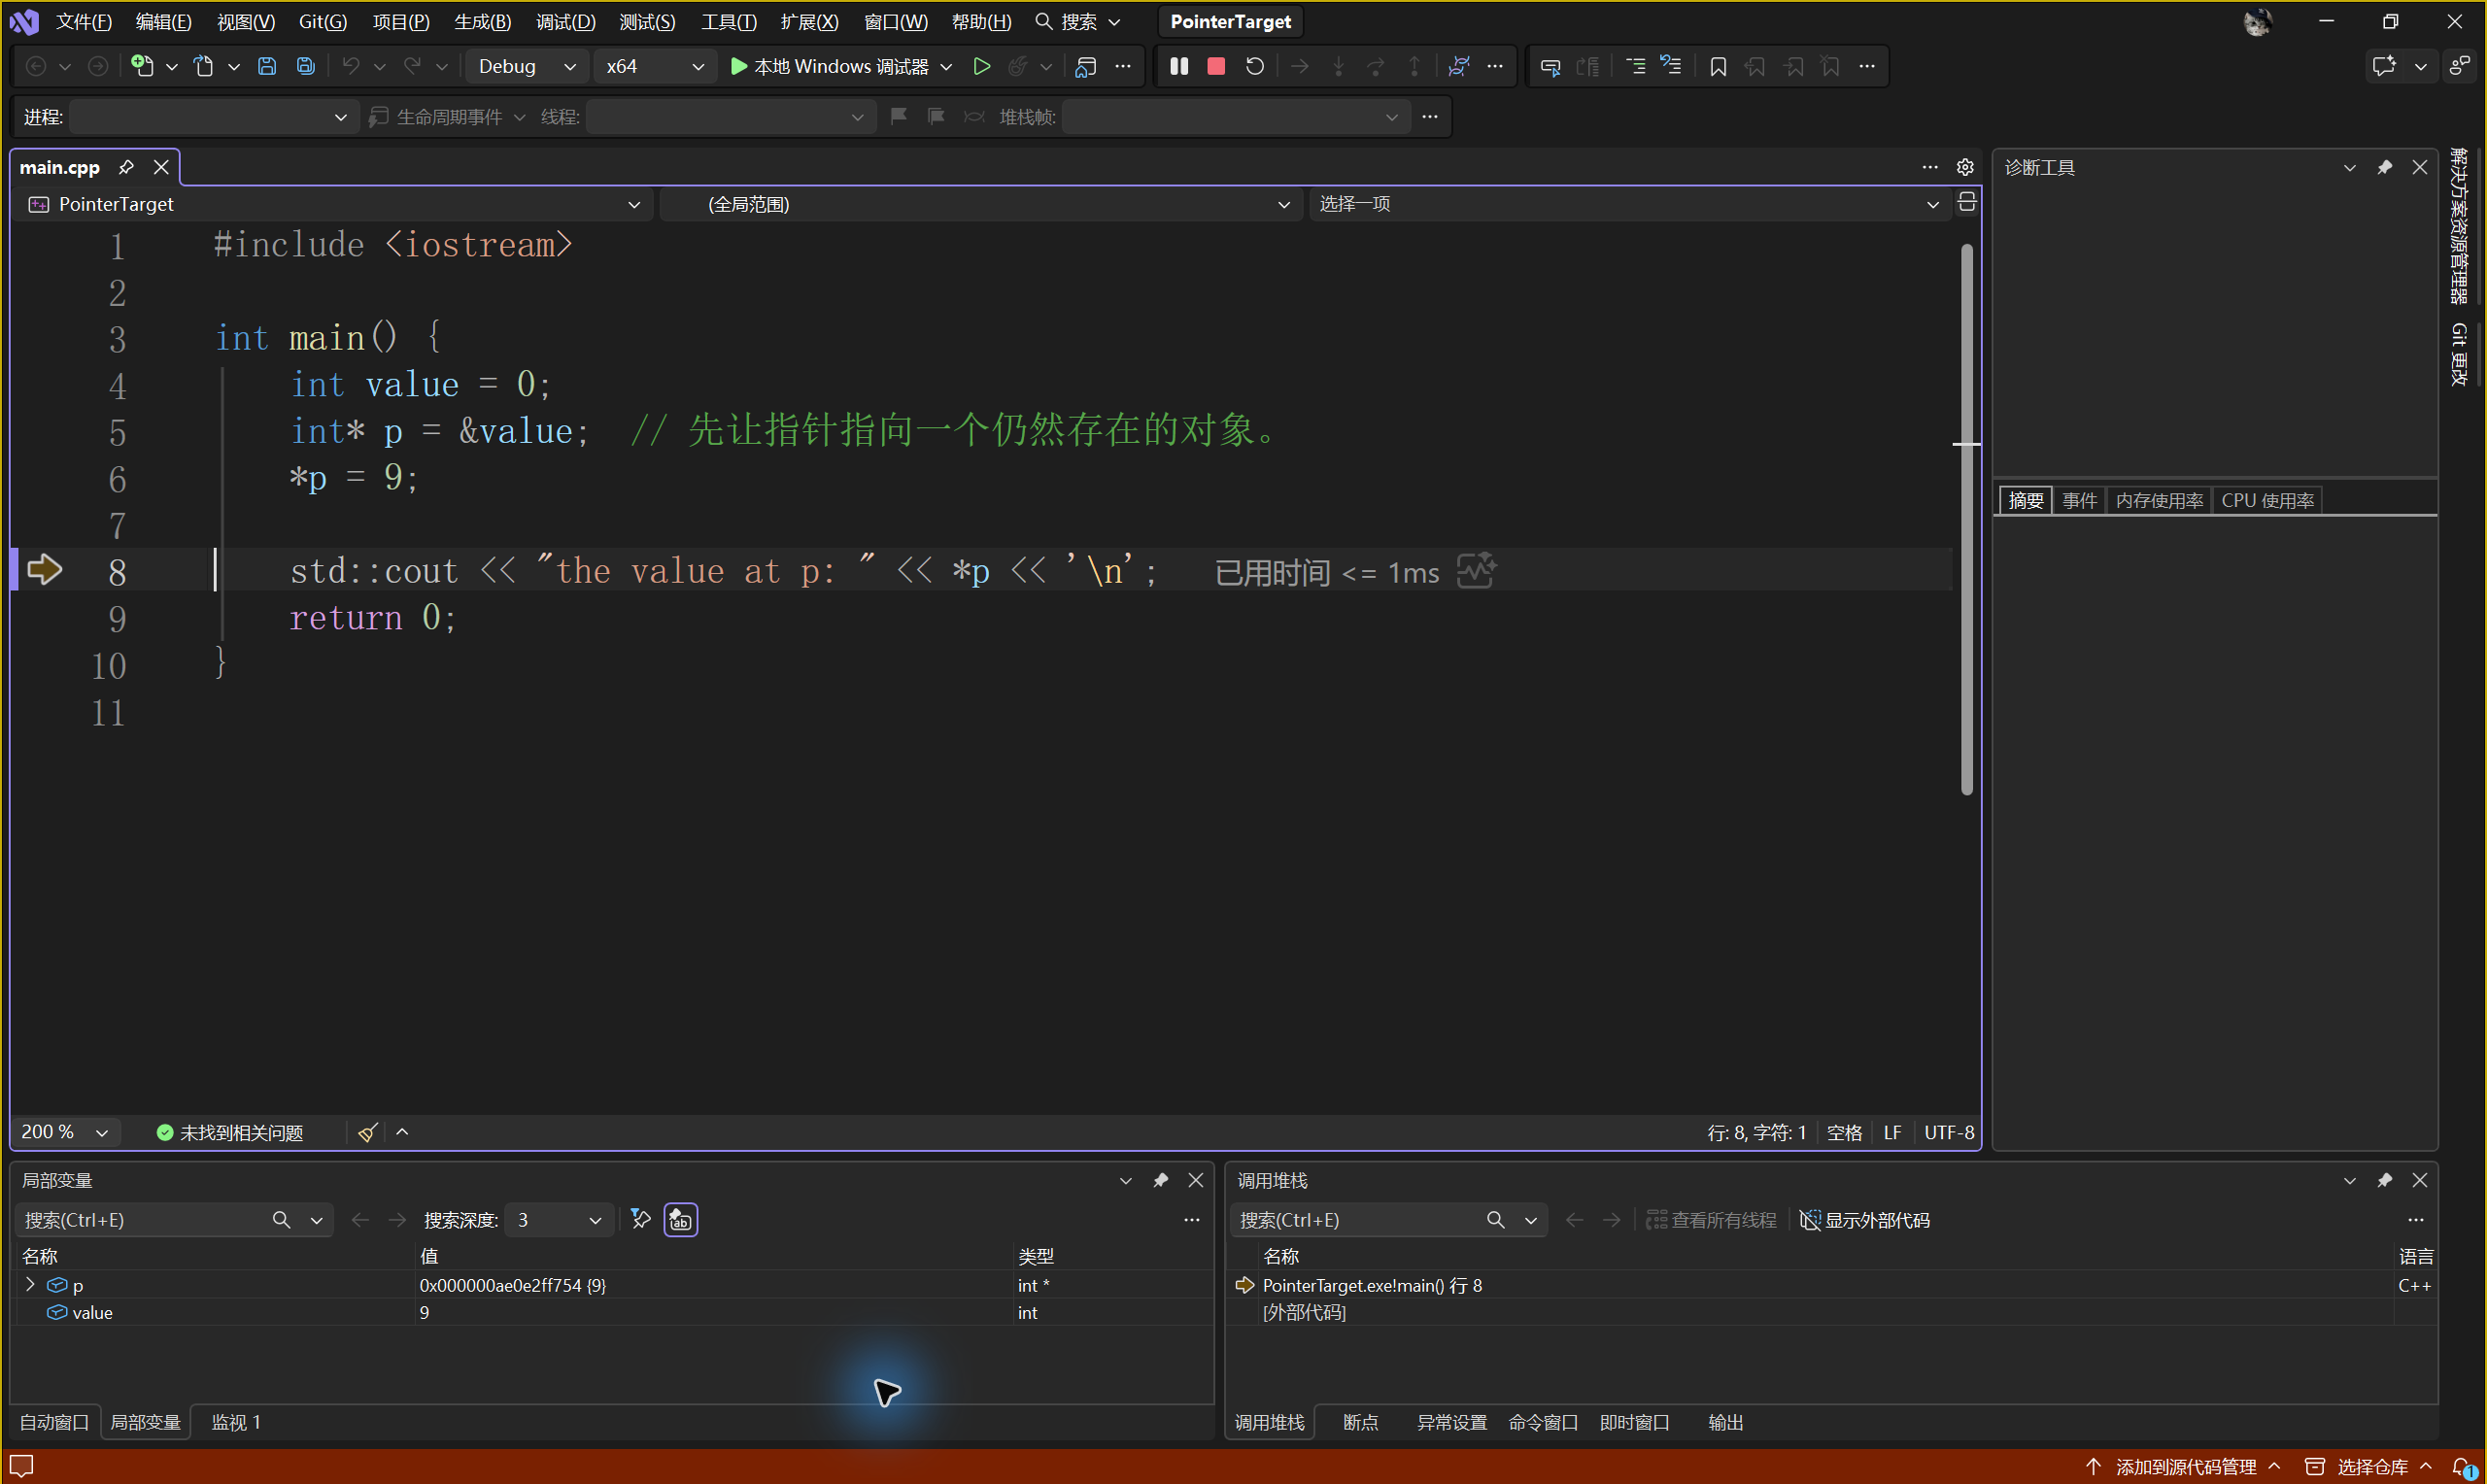 文件(F) 编辑(E) 视图(V) Git(G) 项目(P) 生成(B) 调试(D) 测试(S) 工具(T) 扩展(X) 窗口(W) 帮助(H) 搜索 PointerTarget
Debug x64 本地 Windows 调试器
进程: 生命周期事件 线程: 堆栈帧:
main.cpp
PointerTarget (全局范围) 选择一项
1 #include <iostream>
2
3 int main() {
4 int value = 0;
5 int* p = &value; // 先让指针指向一个仍然存在的对象。
6 *p = 9;
7
8 std::cout << "the value at p: " << *p << '\n'; 已用时间 <= 1ms
9 return 0;
10 }
11
200 % 未找到相关问题 行: 8, 字符: 1 空格 LF UTF-8
诊断工具
摘要 事件 内存使用率 CPU 使用率
解决方案资源管理器
Git 更改
局部变量
搜索(Ctrl+E) 搜索深度: 3
名称 值 类型
p 0x000000ae0e2ff754 {9} int *
value 9 int
自动窗口 局部变量 监视 1
调用堆栈
搜索(Ctrl+E) 查看所有线程 显示外部代码
名称 语言
PointerTarget.exe!main() 行 8 C++
[外部代码]
调用堆栈 断点 异常设置 命令窗口 即时窗口 输出
添加到源代码管理 选择仓库 1